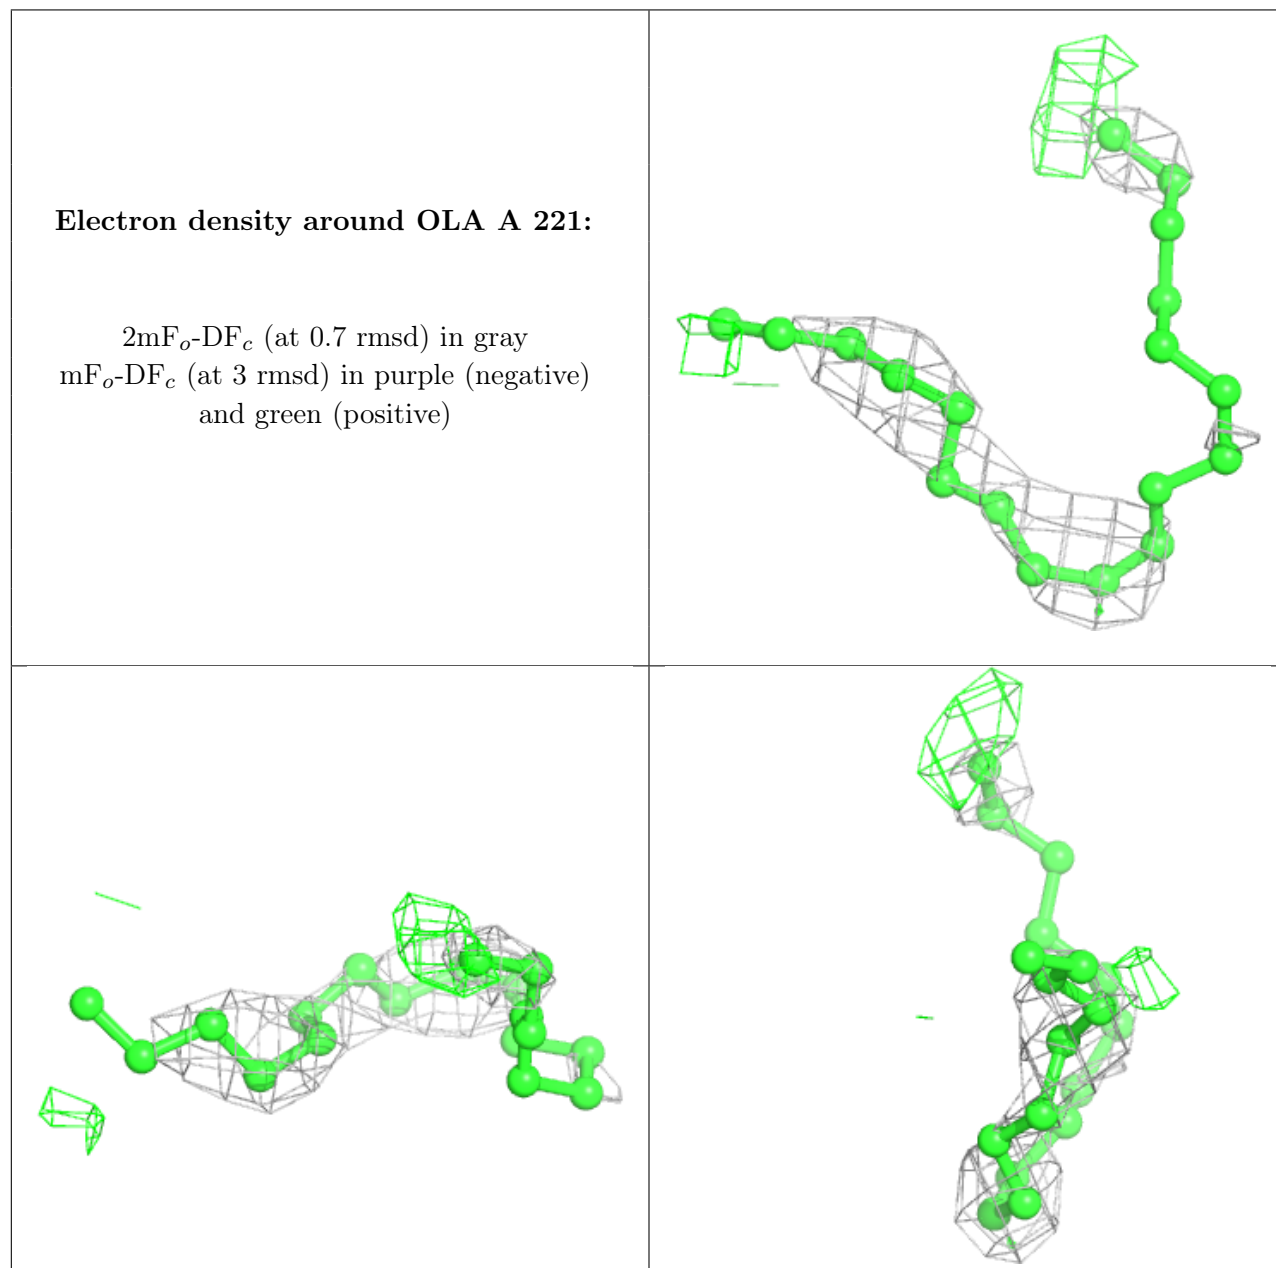 Electron density around OLA A 221:
2mFo-DFc (at 0.7 rmsd) in gray
mFo-DFc (at 3 rmsd) in purple (negative)
and green (positive)